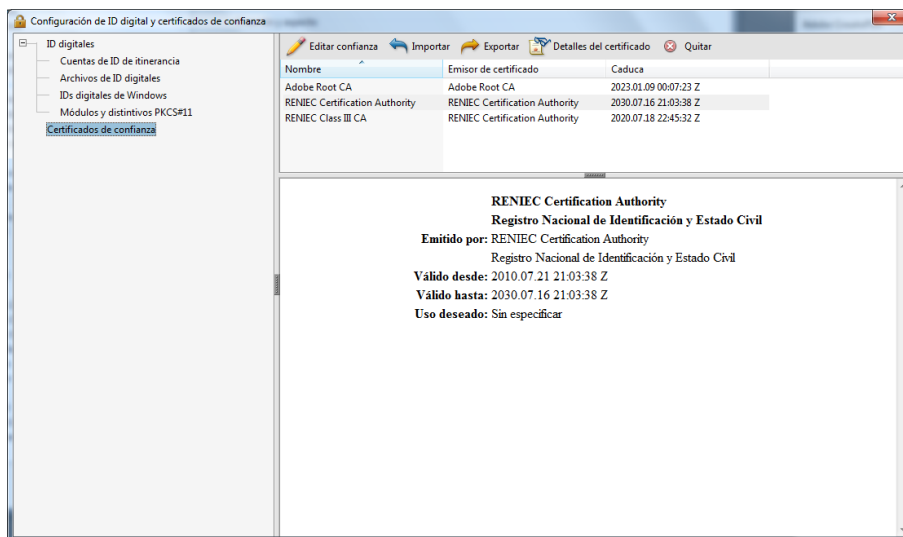 Configuración de ID digital y certificados de confianza
ID digitales
Cuentas de ID de itinerancia
Archivos de ID digitales
IDs digitales de Windows
Módulos y distintivos PKCS#11
Certificados de confianza
Editar confianza Importar Exportar Detalles del certificado Quitar
Nombre Emisor de certificado Caduca
Adobe Root CA Adobe Root CA 2023.01.09 00:07:23 Z
RENIEC Certification Authority RENIEC Certification Authority 2030.07.16 21:03:38 Z
RENIEC Class III CA RENIEC Certification Authority 2020.07.18 22:45:32 Z
RENIEC Certification Authority
Registro Nacional de Identificación y Estado Civil
Emitido por: RENIEC Certification Authority
Registro Nacional de Identificación y Estado Civil
Válido desde: 2010.07.21 21:03:38 Z
Válido hasta: 2030.07.16 21:03:38 Z
Uso deseado: Sin especificar